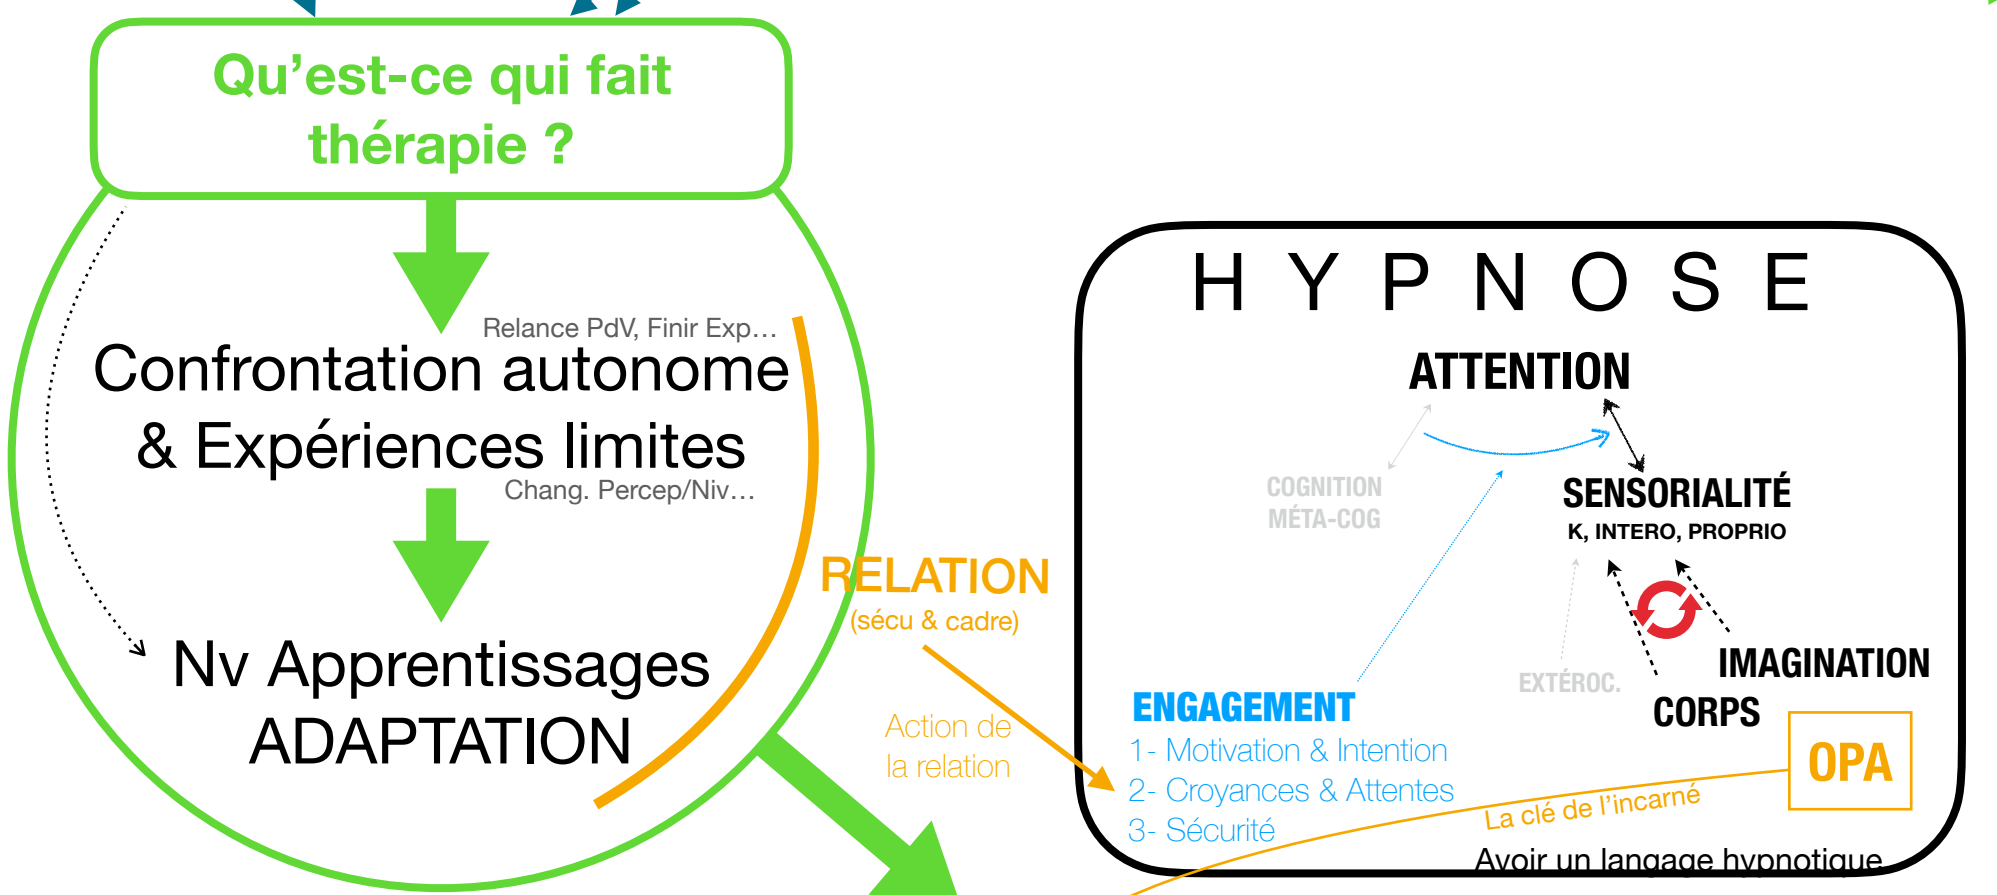 Qu’est-ce qui fait
thérapie ?
Relance PdV, Finir Exp…
Confrontation autonome
& Expériences limites
Chang. Percep/Niv…
Nv Apprentissages
ADAPTATION
RELATION
(sécu & cadre)
Action de
la relation
HYPNOSE
ATTENTION
COGNITION
MÉTA-COG
SENSORIALITÉ
K, INTERO, PROPRIO
EXTÉROC.
IMAGINATION
CORPS
ENGAGEMENT
1- Motivation & Intention
2- Croyances & Attentes
3- Sécurité
OPA
La clé de l’incarné
Avoir un langage hypnotique